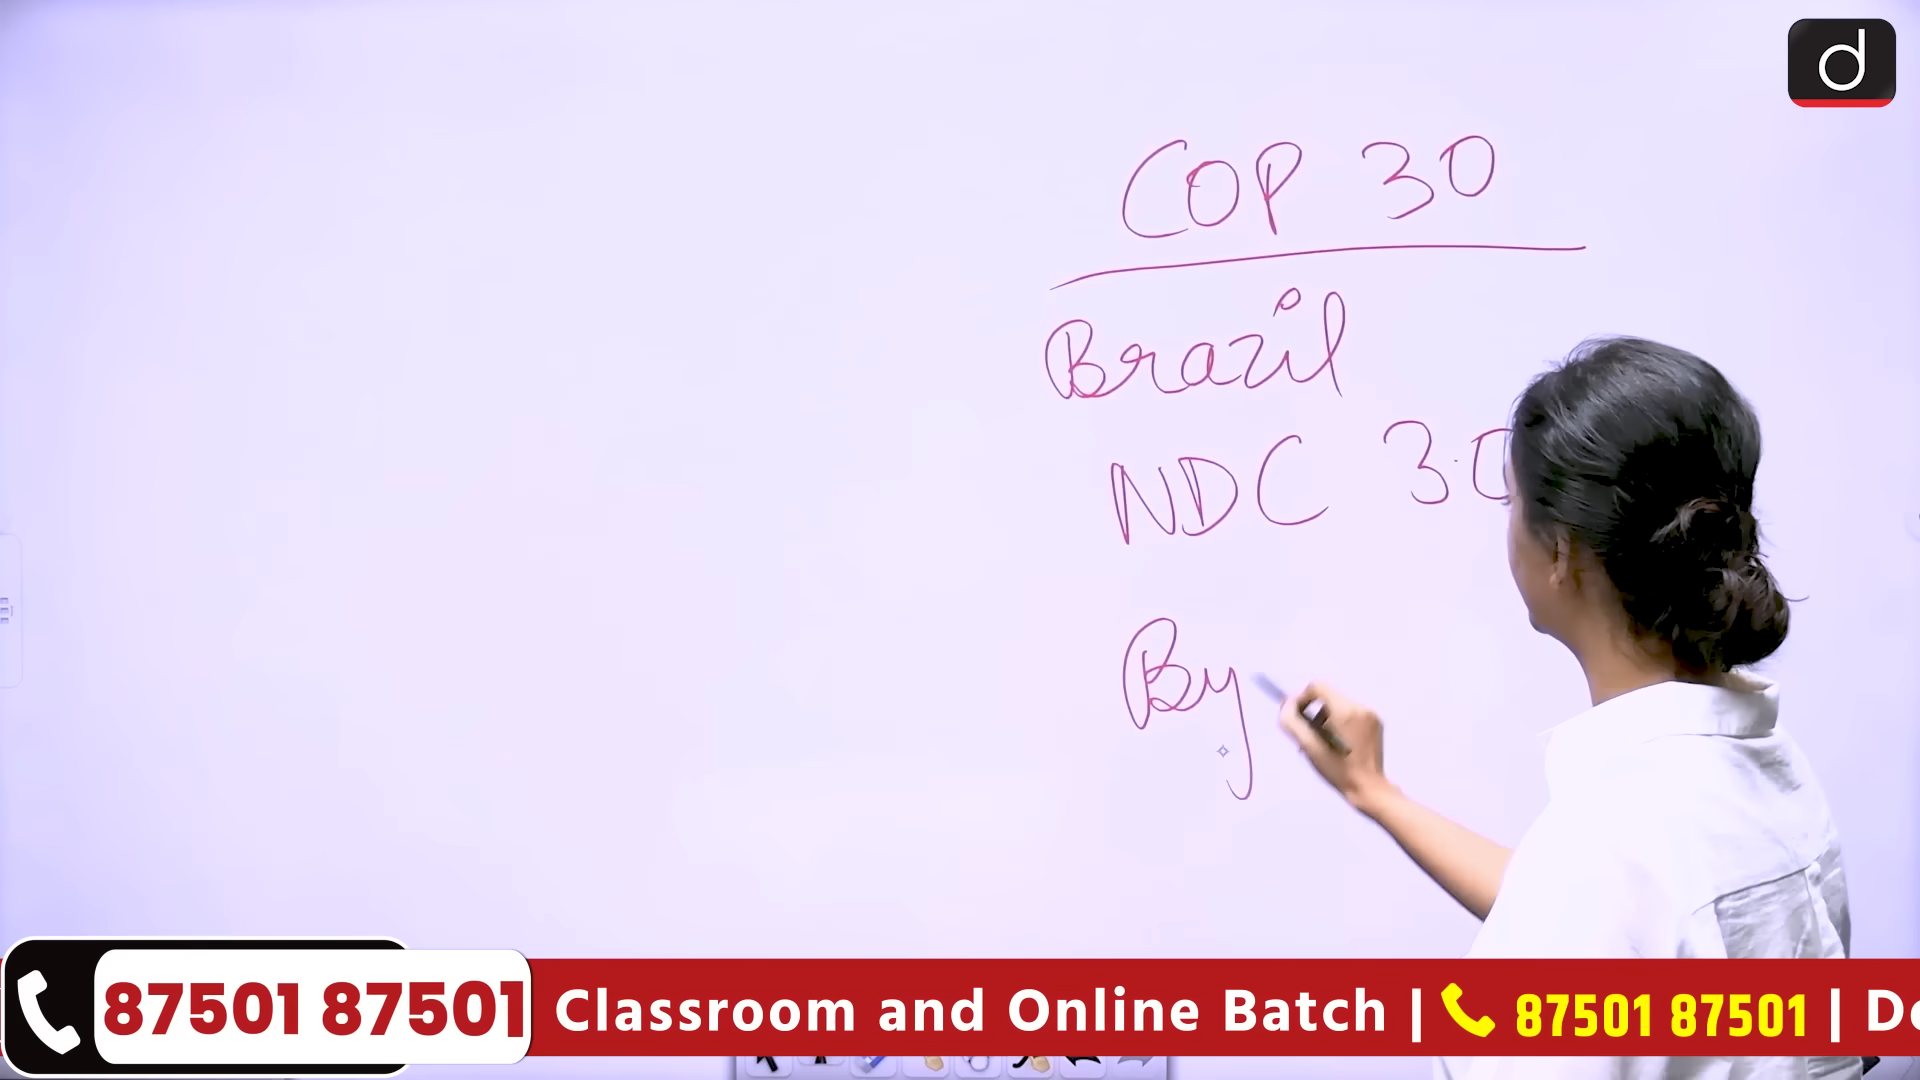 d
COP 30
Brazil
NDC 3.0
By
87501 87501 Classroom and Online Batch | 87501 87501 |